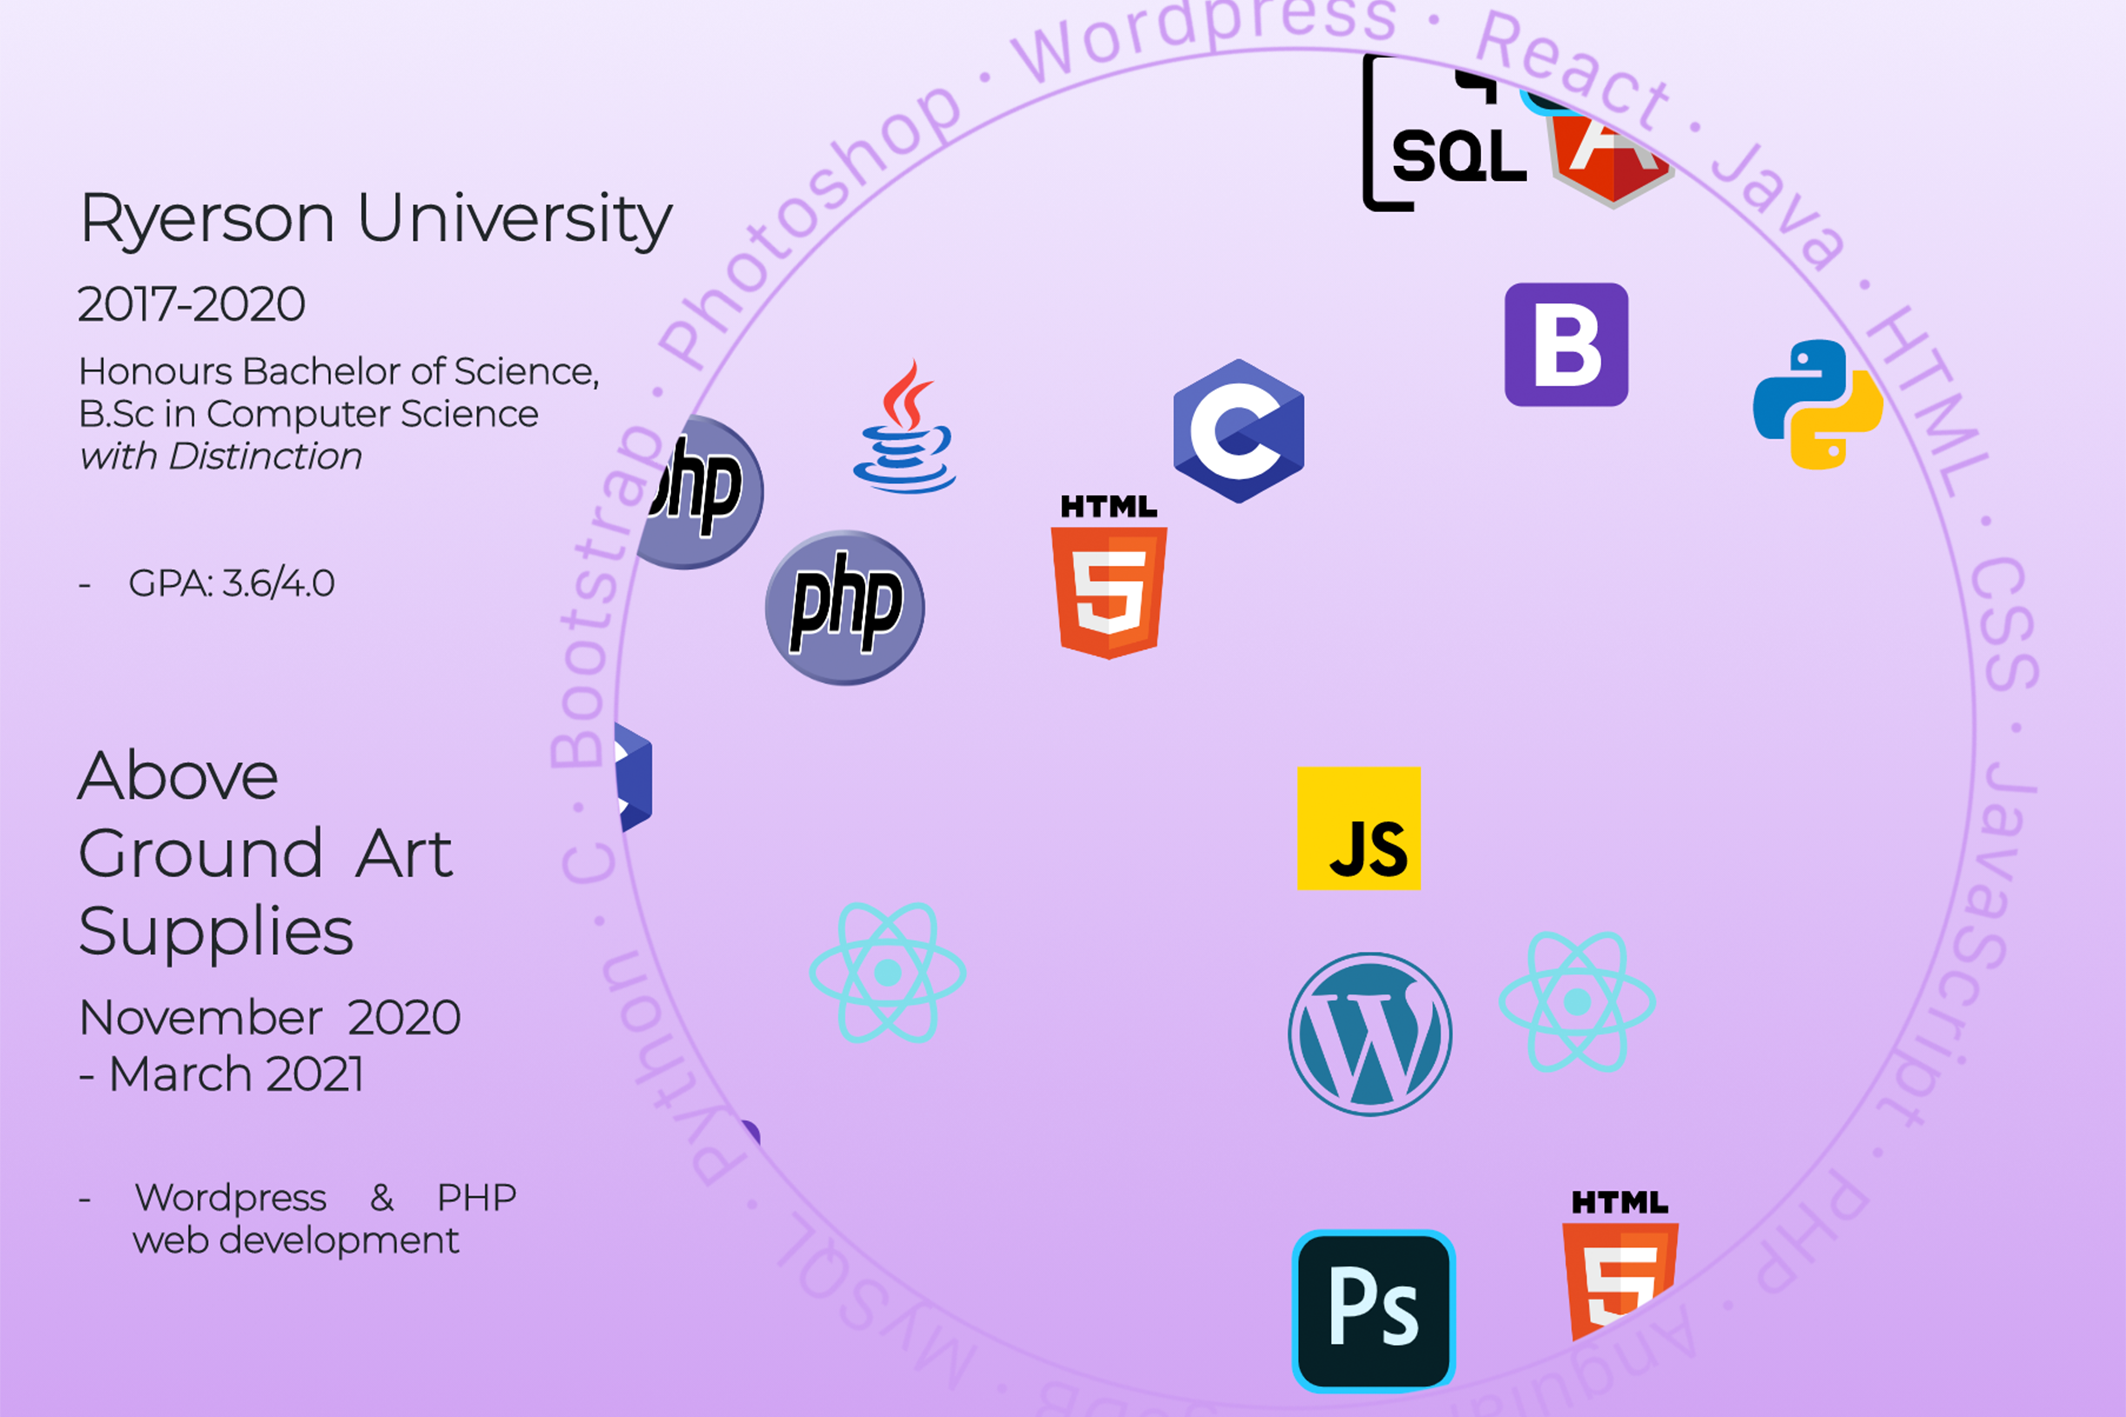 Ryerson University
2017-2020
Honours Bachelor of Science,
B.Sc in Computer Science
with Distinction
- GPA: 3.6/4.0
Above
Ground Art
Supplies
November 2020
- March 2021
- Wordpress & PHP
web development
Python · C · Bootstrap · Photoshop · Wordpress · React · Java · HTML · CSS · JavaScript · PHP ·
MySQL ·
SQL
B
C
php
HTML
5
php
JS
W
HTML
5
Ps